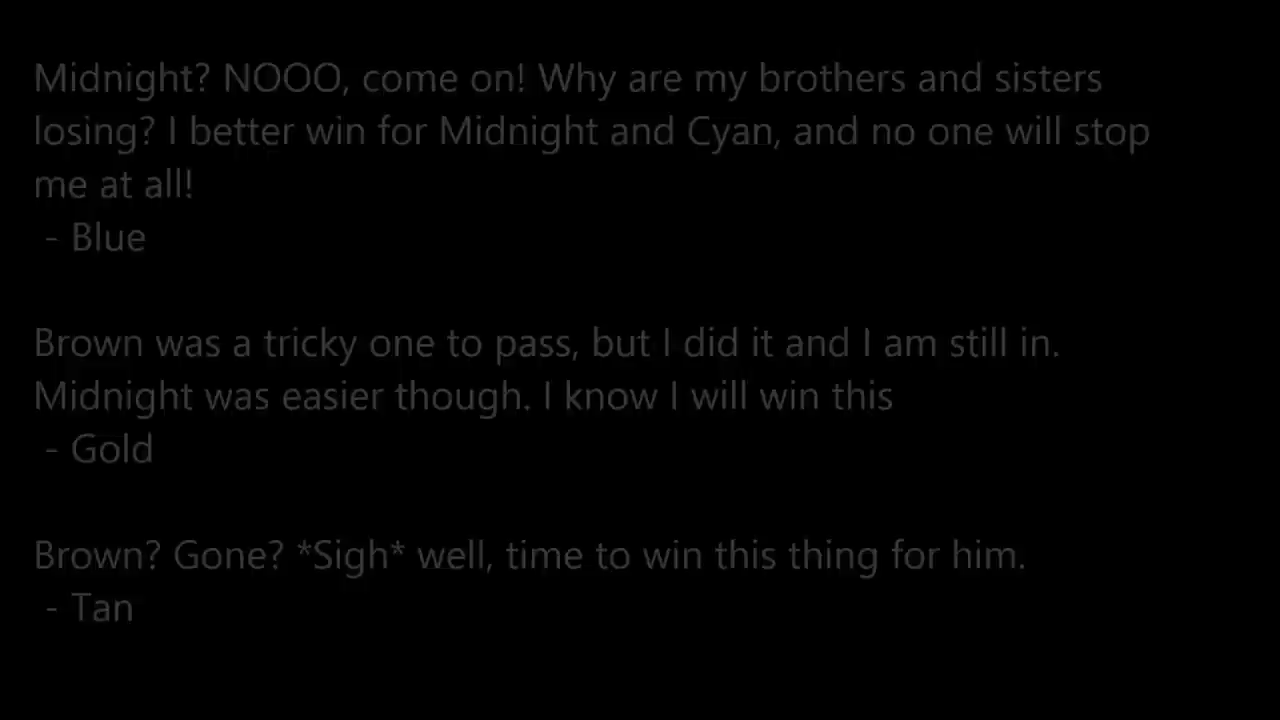 Midnight? NOOO, come on! Why are my brothers and sisters
losing? I better win for Midnight and Cyan, and no one will stop
me at all!
- Blue
Brown was a tricky one to pass, but I did it and I am still in.
Midnight was easier though. I know I will win this
- Gold
Brown? Gone? *Sigh* well, time to win this thing for him.
- Tan